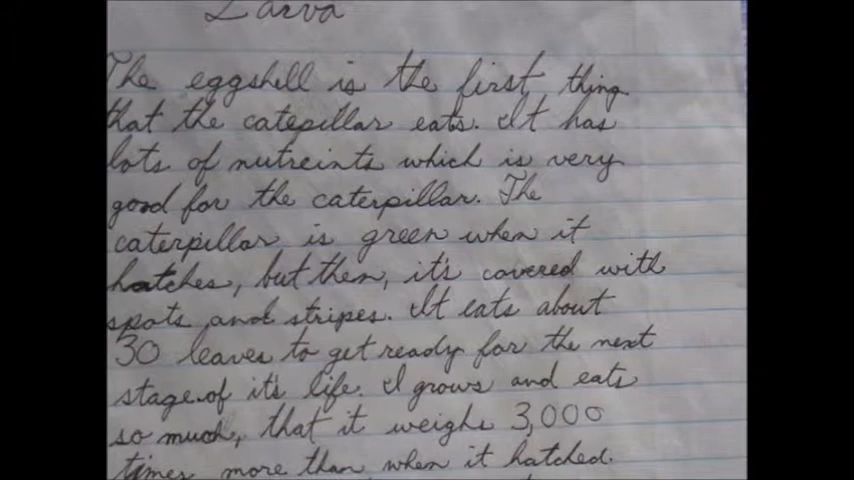 Larva
The eggshell is the first thing
that the catepillar eats. It has
lots of nutreints which is very
good for the caterpillar. The
caterpillar is green when it
hatches, but then, it's covered with
spots and stripes. It eats about
30 leaves to get ready for the next
stage of it's life. I grows and eats
so much, that it weighs 3,000
times more than when it hatched.